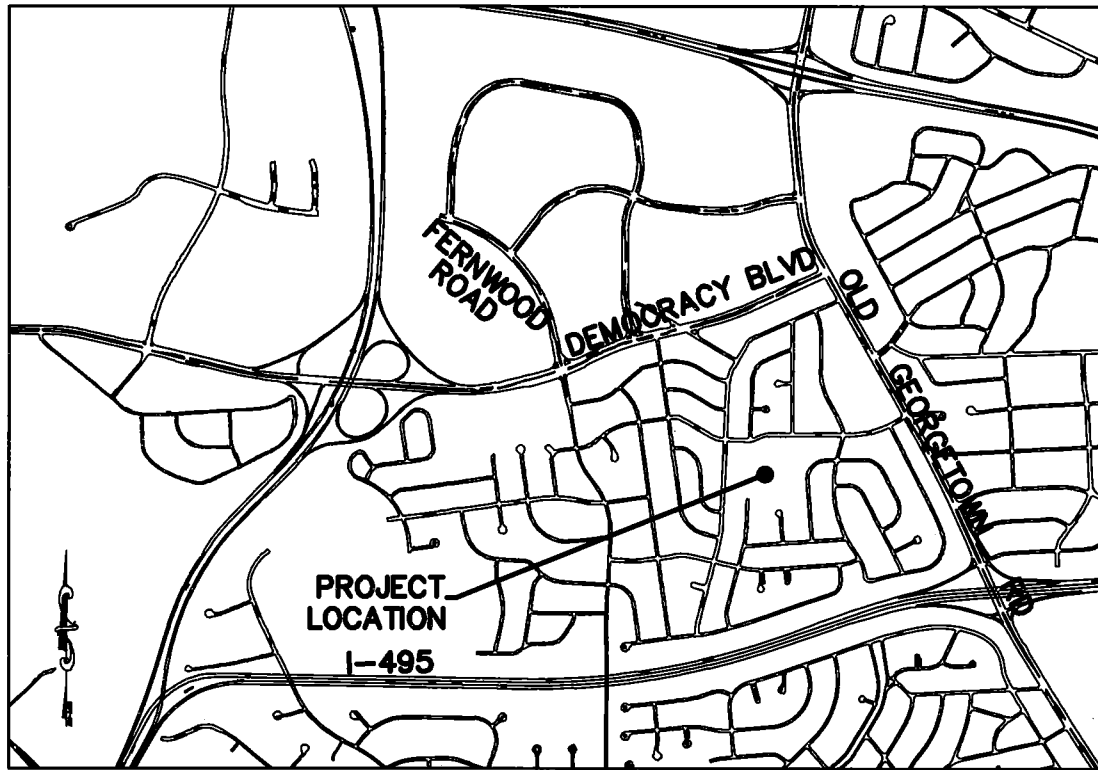 FERNWOOD
ROAD
DEMOCRACY BLVD
OLD
GEORGETOWN
RD
PROJECT
LOCATION
I-495